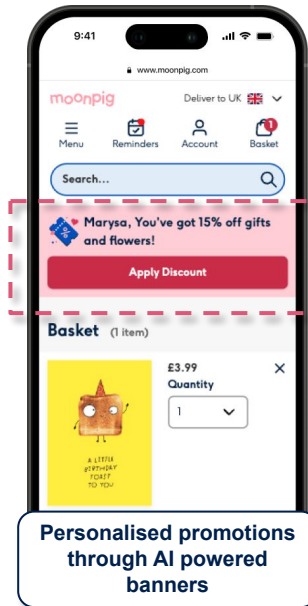 9:41
www.moonpig.com
moonpig
Deliver to UK
Menu
Reminders
Account
1
Basket
Search...
%
Marysa, You've got 15% off gifts
and flowers!
Apply Discount
Basket (1 item)
£3.99
Quantity
1
A LITTLE
BIRTHDAY
TOAST
TO YOU
Personalised promotions
through AI powered
banners